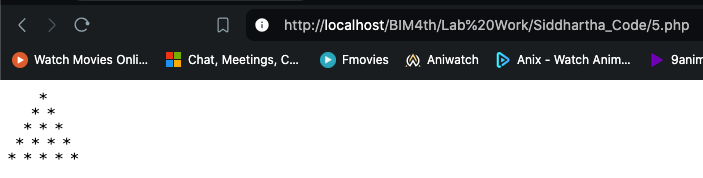 http://localhost/BIM4th/Lab%20Work/Siddhartha_Code/5.php
Watch Movies Onli... Chat, Meetings, C... Fmovies Aniwatch Anix - Watch Anim... 9anim
*
* *
* * *
* * * *
* * * * *